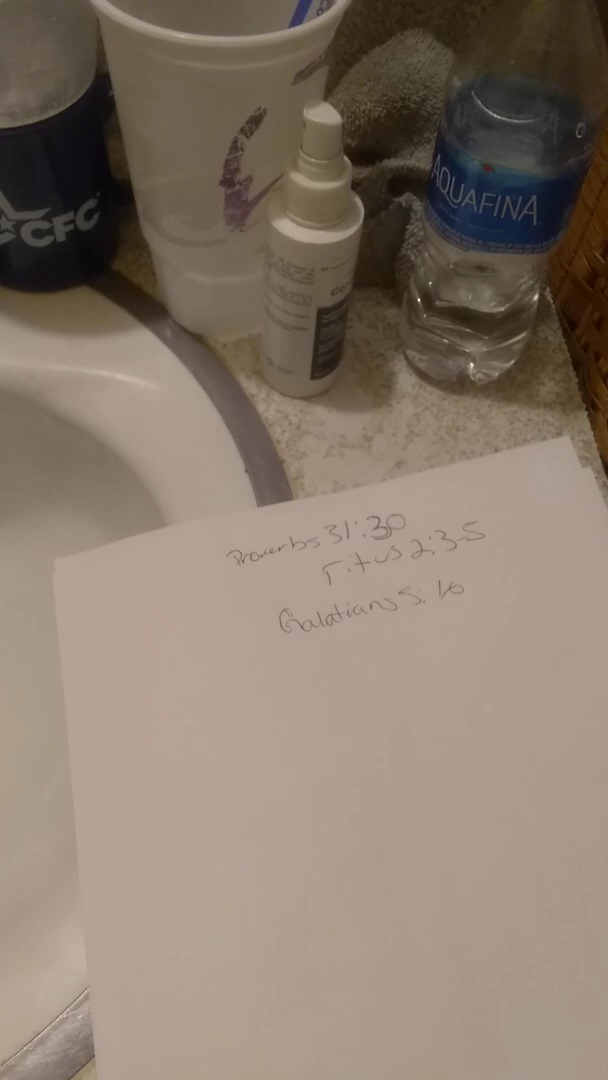 CFC
AQUAFINA
Proverbs 31:30
Titus 2:3-5
Galatians 5:16